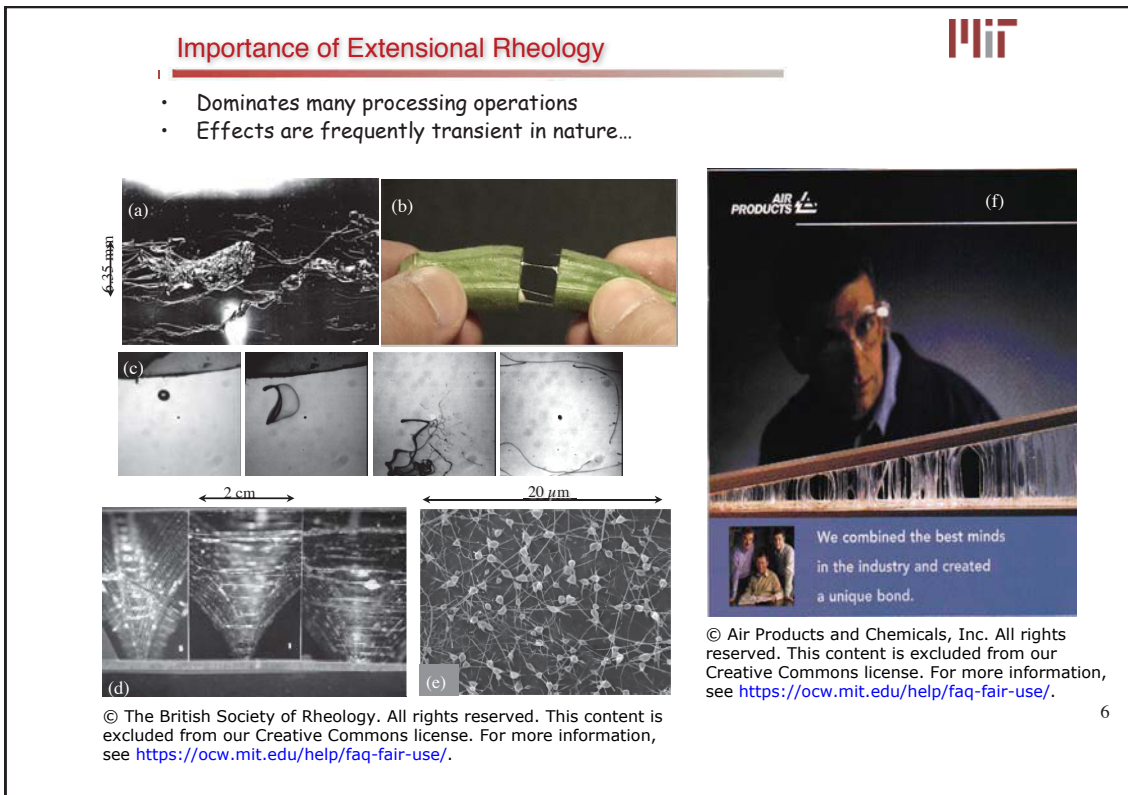 Importance of Extensional Rheology
MIT
• Dominates many processing operations
• Effects are frequently transient in nature…
(a)
6.35 mm
(b)
(c)
2 cm
(d)
20 µm
(e)
AIR
PRODUCTS
(f)
We combined the best minds
in the industry and created
a unique bond.
© The British Society of Rheology. All rights reserved. This content is
excluded from our Creative Commons license. For more information,
see https://ocw.mit.edu/help/faq-fair-use/.
© Air Products and Chemicals, Inc. All rights
reserved. This content is excluded from our
Creative Commons license. For more information,
see https://ocw.mit.edu/help/faq-fair-use/.
6